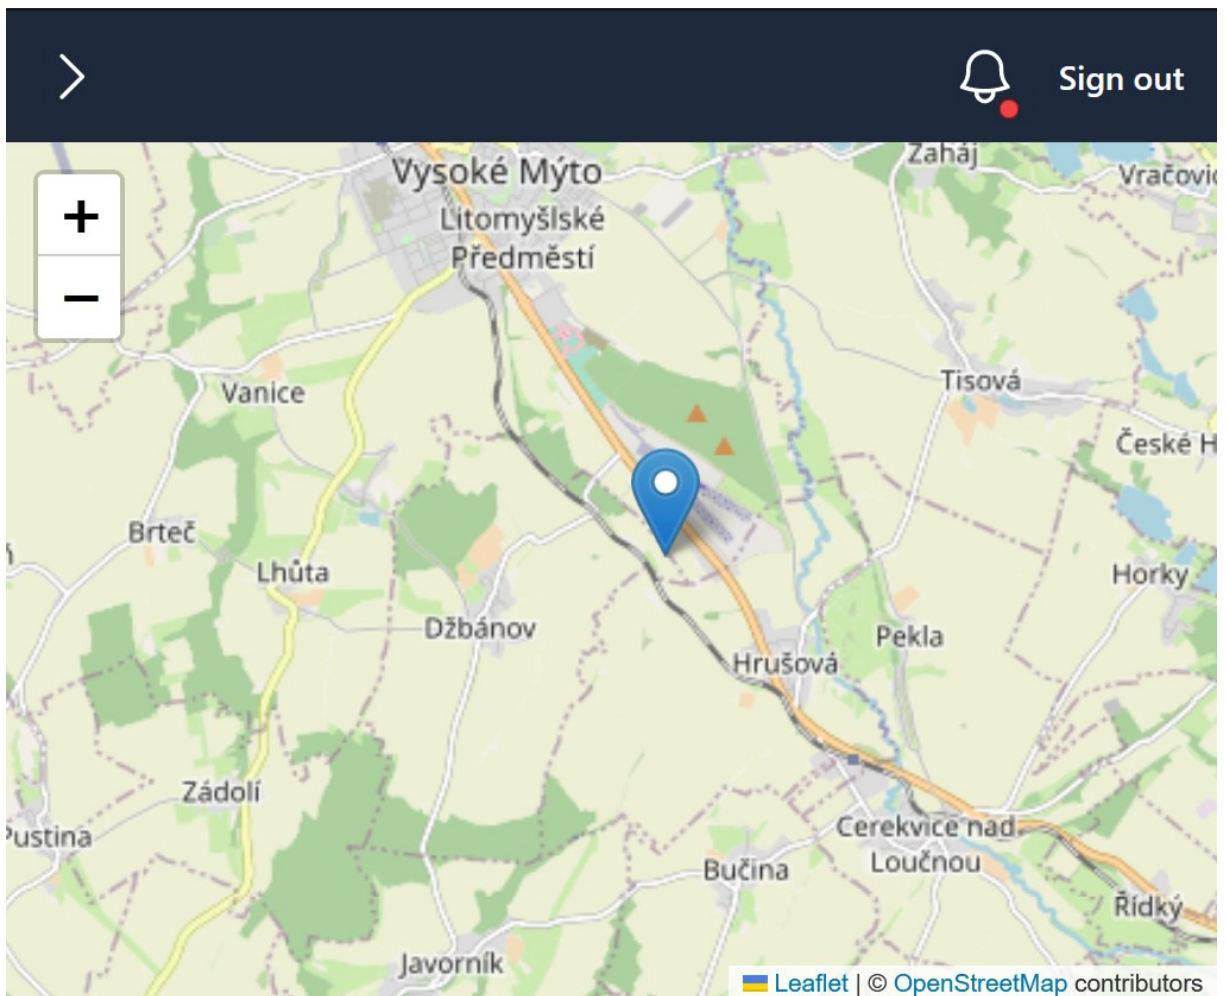 Sign out
Zaháj
Vysoké Mýto
Vračovic
+
Litomyšlské
Předměstí
−
Tisová
Vanice
České H
Brteč
Lhůta
Horky
Džbánov
Pekla
Hrušová
Zádolí
Pustina
Cerekvice nad
Loučnou
Bučina
Řídký
Javorník
Leaflet | © OpenStreetMap contributors